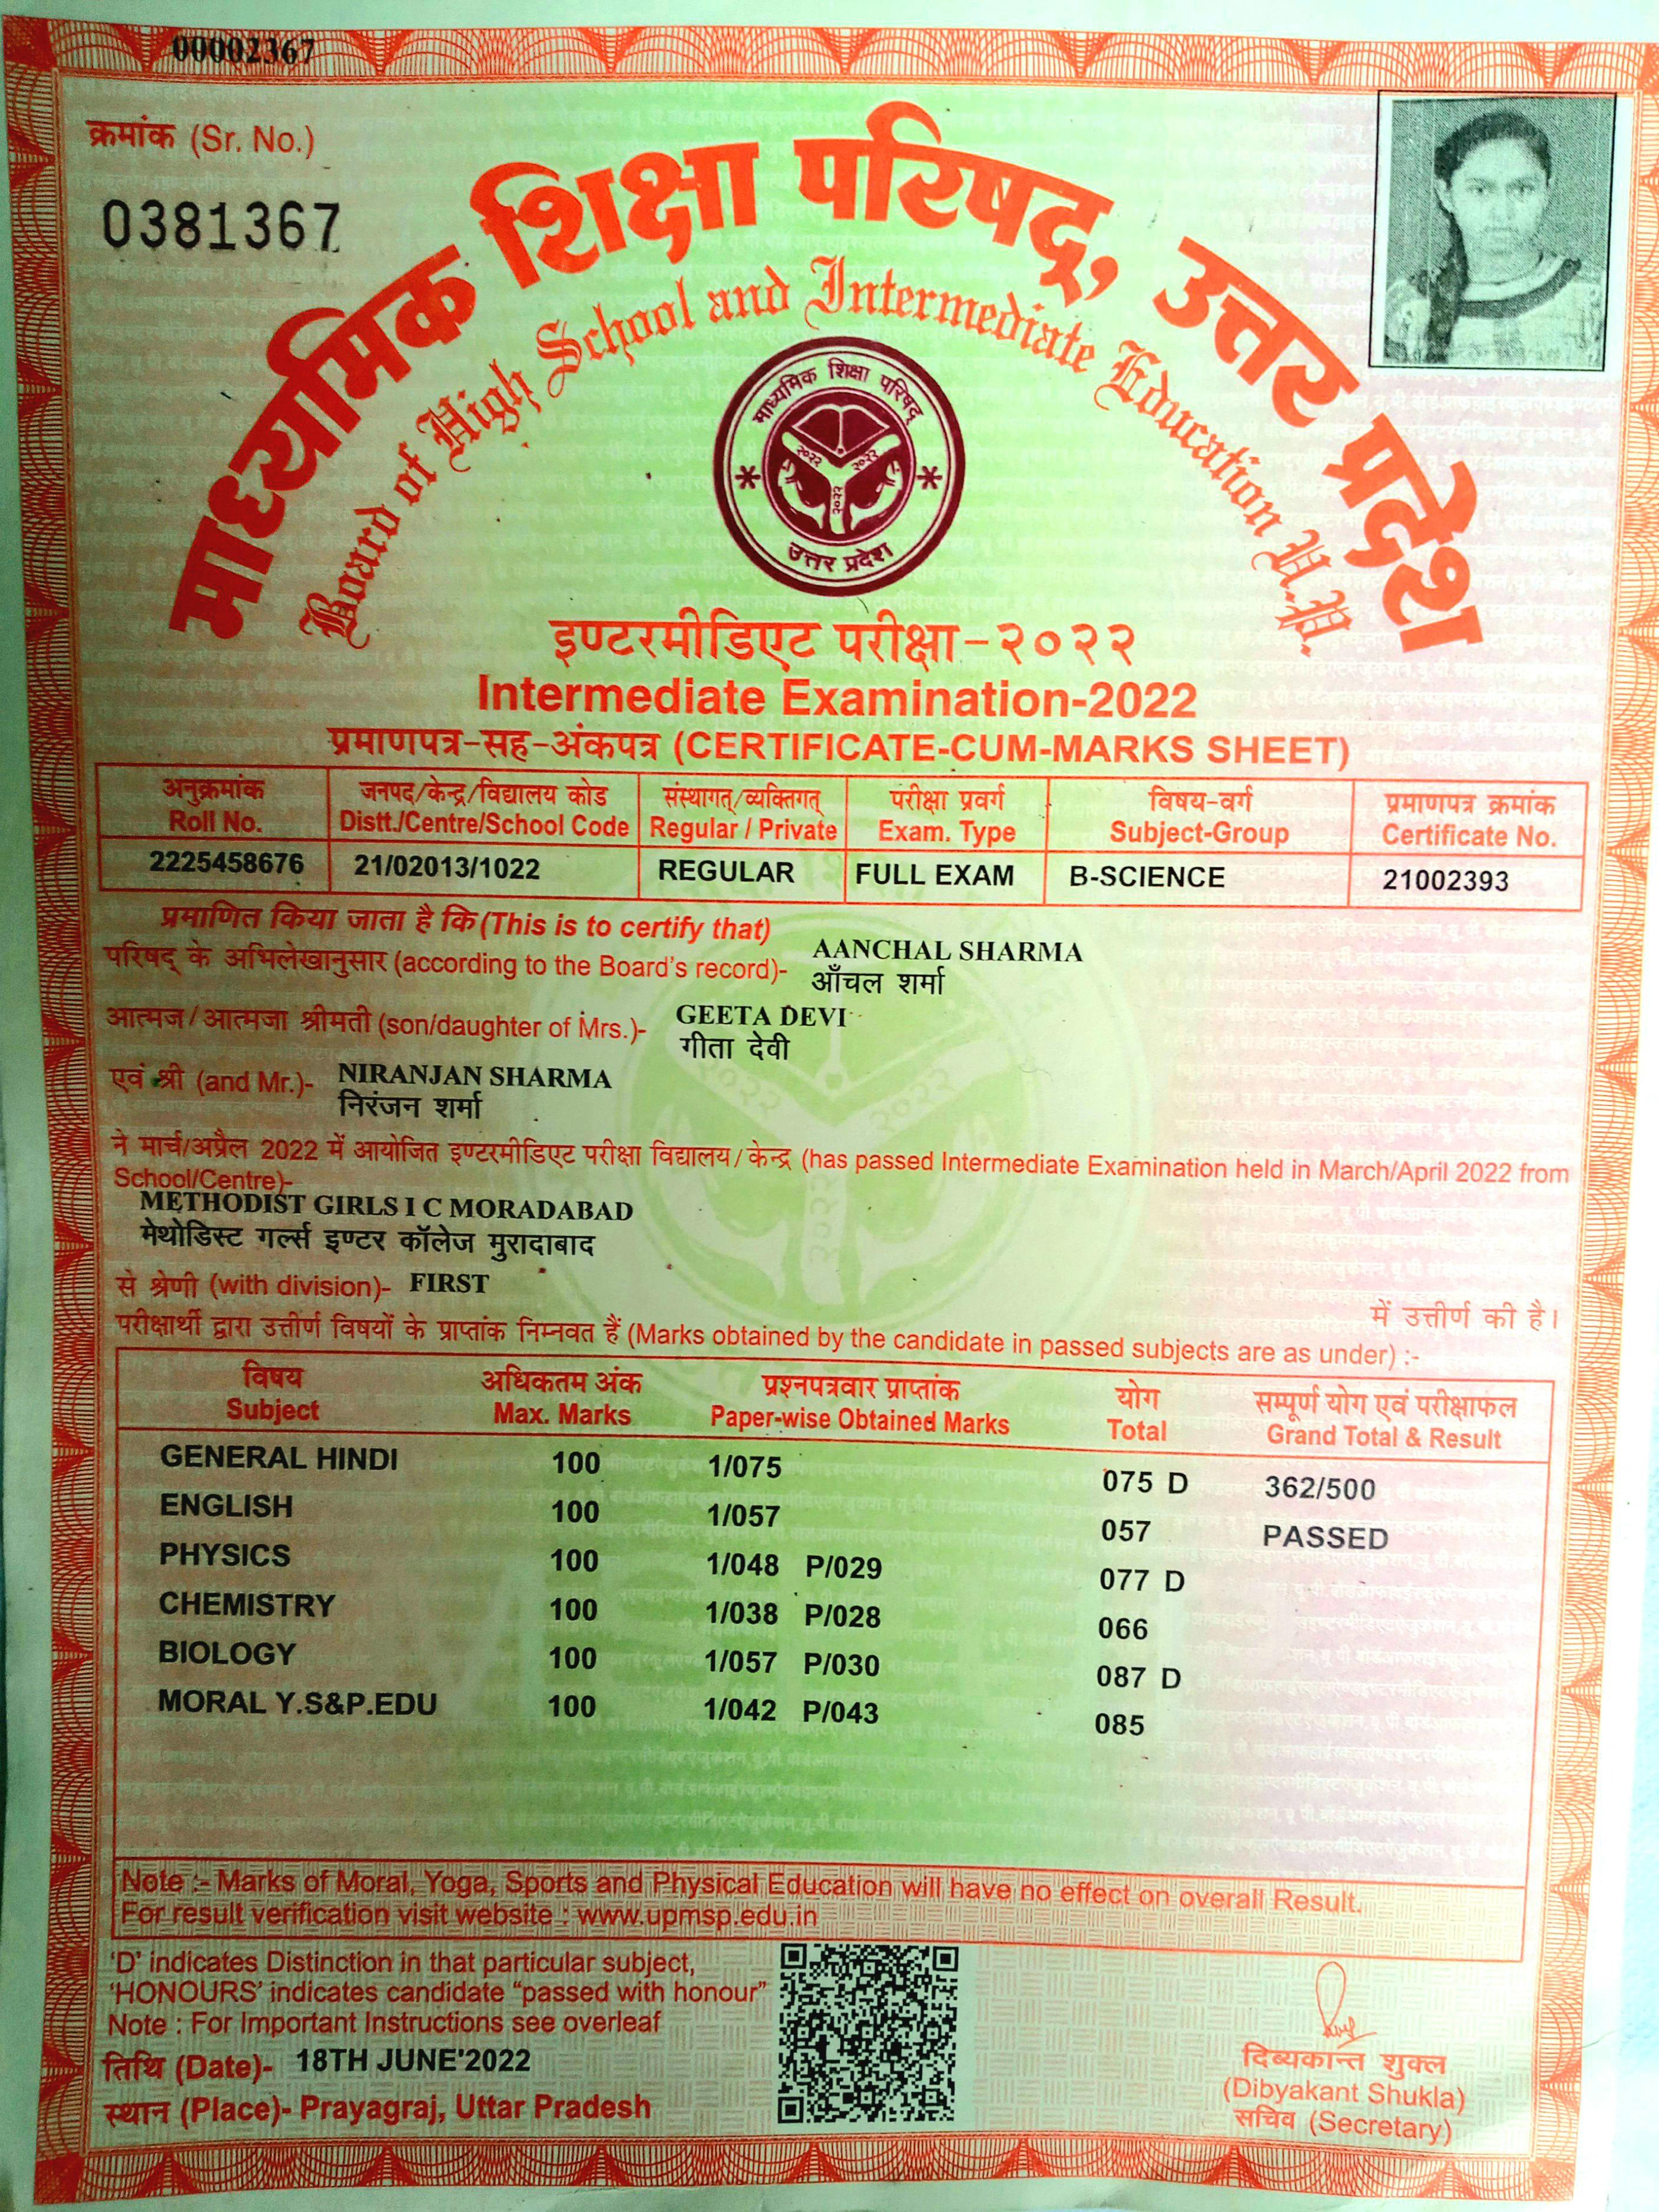 00002367
क्रमांक (Sr. No.)
0381367
माध्यमिक शिक्षा परिषद्, उत्तर प्रदेश
Board of High School and Intermediate Education U.P.
माध्यमिक शिक्षा परिषद्
२०२२ २०२२
२०२२
उत्तर प्रदेश
इण्टरमीडिएट परीक्षा-२०२२
Intermediate Examination-2022
प्रमाणपत्र-सह-अंकपत्र (CERTIFICATE-CUM-MARKS SHEET)
अनुक्रमांक जनपद/केन्द्र/विद्यालय कोड संस्थागत्/व्यक्तिगत् परीक्षा प्रवर्ग विषय-वर्ग प्रमाणपत्र क्रमांक
Roll No. Distt./Centre/School Code Regular / Private Exam. Type Subject-Group Certificate No.
2225458676 21/02013/1022 REGULAR FULL EXAM B-SCIENCE 21002393
प्रमाणित किया जाता है कि (This is to certify that)
AANCHAL SHARMA
परिषद् के अभिलेखानुसार (according to the Board's record)-
आँचल शर्मा
GEETA DEVI
आत्मज/आत्मजा श्रीमती (son/daughter of Mrs.)-
गीता देवी
एवं श्री (and Mr.)- NIRANJAN SHARMA
निरंजन शर्मा
ने मार्च/अप्रैल 2022 में आयोजित इण्टरमीडिएट परीक्षा विद्यालय/केन्द्र (has passed Intermediate Examination held in March/April 2022 from
School/Centre)-
METHODIST GIRLS I C MORADABAD
मेथोडिस्ट गर्ल्स इण्टर कॉलेज मुरादाबाद
से श्रेणी (with division)- FIRST
में उत्तीर्ण की है।
परीक्षार्थी द्वारा उत्तीर्ण विषयों के प्राप्तांक निम्नवत हैं (Marks obtained by the candidate in passed subjects are as under) :-
विषय अधिकतम अंक प्रश्नपत्रवार प्राप्तांक योग सम्पूर्ण योग एवं परीक्षाफल
Subject Max. Marks Paper-wise Obtained Marks Total Grand Total & Result
GENERAL HINDI 100 1/075 075 D 362/500
ENGLISH 100 1/057 057 PASSED
PHYSICS 100 1/048 P/029 077 D
CHEMISTRY 100 1/038 P/028 066
BIOLOGY 100 1/057 P/030 087 D
MORAL Y.S&P.EDU 100 1/042 P/043 085
Note :- Marks of Moral, Yoga, Sports and Physical Education will have no effect on overall Result.
For result verification visit website : www.upmsp.edu.in
'D' indicates Distinction in that particular subject,
'HONOURS' indicates candidate "passed with honour"
Note : For Important Instructions see overleaf
तिथि (Date)- 18TH JUNE'2022
स्थान (Place)- Prayagraj, Uttar Pradesh
दिब्यकान्त शुक्ल
(Dibyakant Shukla)
सचिव (Secretary)